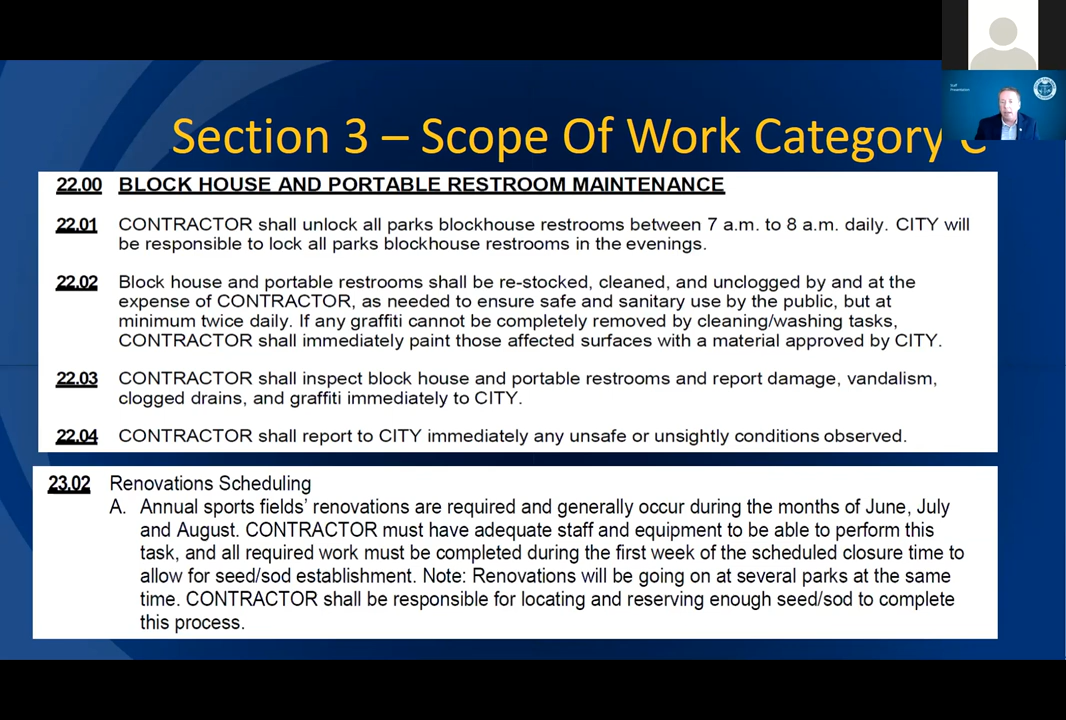 Section 3 – Scope Of Work Category C
Staff
Presentation
22.00 BLOCK HOUSE AND PORTABLE RESTROOM MAINTENANCE
22.01 CONTRACTOR shall unlock all parks blockhouse restrooms between 7 a.m. to 8 a.m. daily. CITY will
be responsible to lock all parks blockhouse restrooms in the evenings.
22.02 Block house and portable restrooms shall be re-stocked, cleaned, and unclogged by and at the
expense of CONTRACTOR, as needed to ensure safe and sanitary use by the public, but at
minimum twice daily. If any graffiti cannot be completely removed by cleaning/washing tasks,
CONTRACTOR shall immediately paint those affected surfaces with a material approved by CITY.
22.03 CONTRACTOR shall inspect block house and portable restrooms and report damage, vandalism,
clogged drains, and graffiti immediately to CITY.
22.04 CONTRACTOR shall report to CITY immediately any unsafe or unsightly conditions observed.
23.02 Renovations Scheduling
A. Annual sports fields' renovations are required and generally occur during the months of June, July
and August. CONTRACTOR must have adequate staff and equipment to be able to perform this
task, and all required work must be completed during the first week of the scheduled closure time to
allow for seed/sod establishment. Note: Renovations will be going on at several parks at the same
time. CONTRACTOR shall be responsible for locating and reserving enough seed/sod to complete
this process.